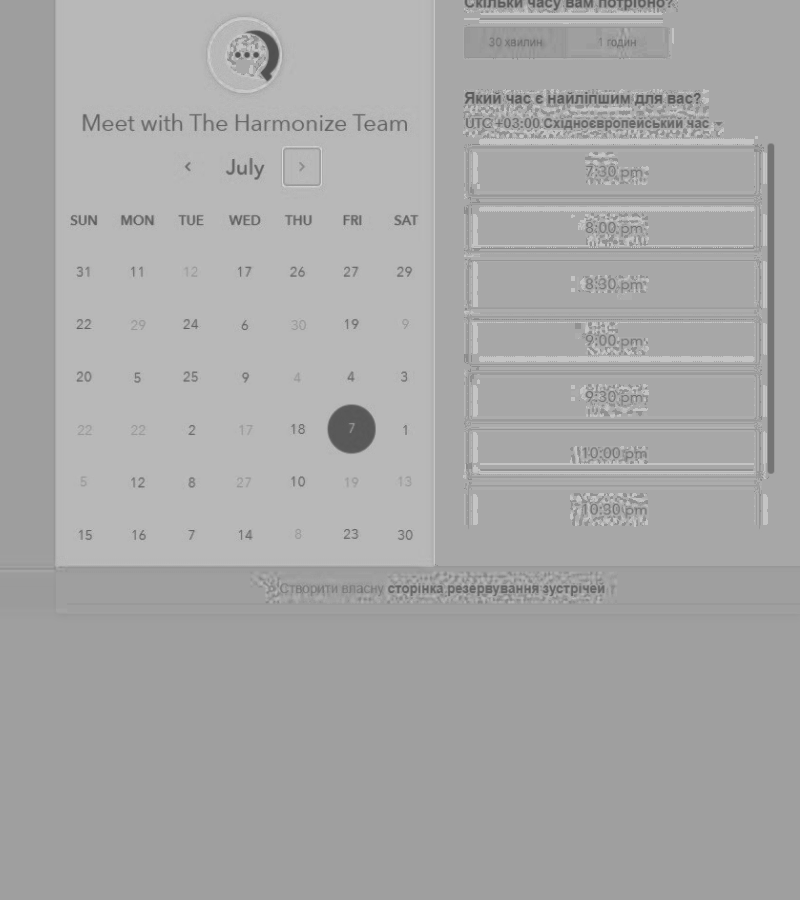 Meet with The Harmonize Team
July
SUN MON TUE WED THU FRI SAT
31 11 12 17 26 27 29
22 29 24 6 30 19 9
20 5 25 9 4 4 3
22 22 2 17 18 7 1
5 12 8 27 10 19 13
15 16 7 14 8 23 30
Скільки часу вам потрібно?
30 хвилин 1 годин
Який час є найліпшим для вас?
UTC +03:00 Східноєвропейський час
7:30 pm
8:00 pm
8:30 pm
9:00 pm
9:30 pm
10:00 pm
10:30 pm
Створити власну сторінка резервування зустрічей